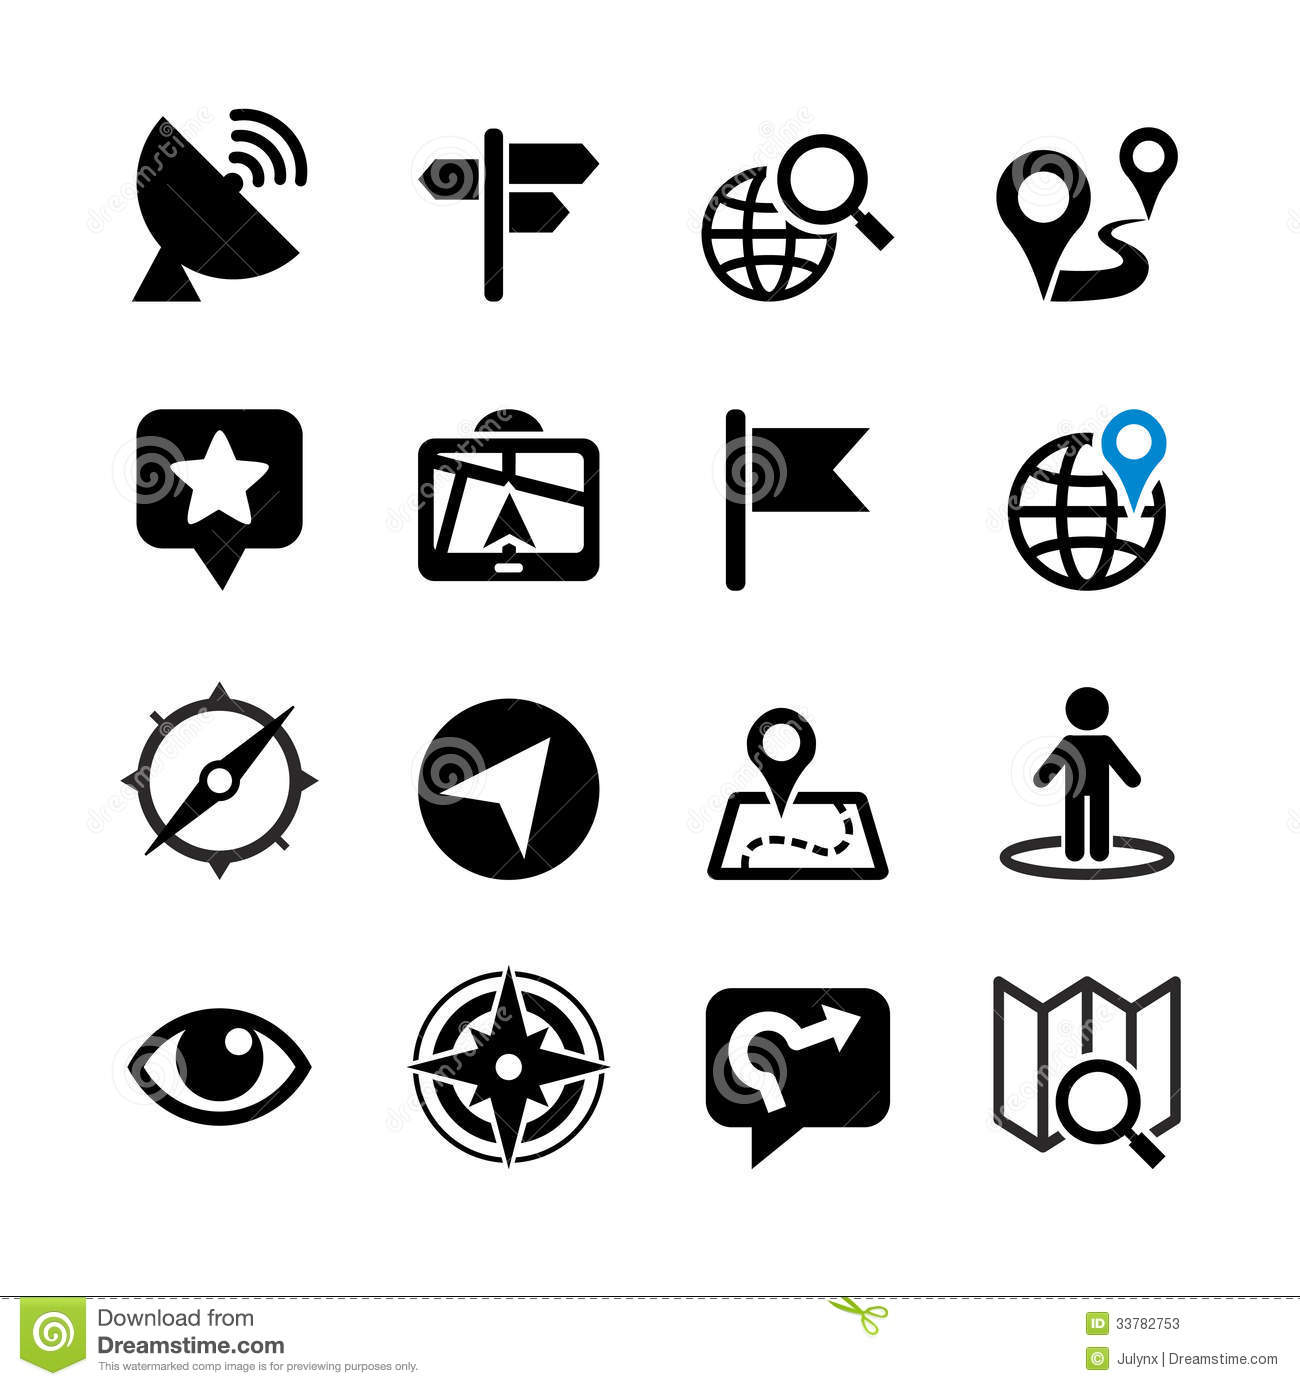 Download from
Dreamstime.com
This watermarked comp image is for previewing purposes only.
ID 33782753
© Julynx | Dreamstime.com